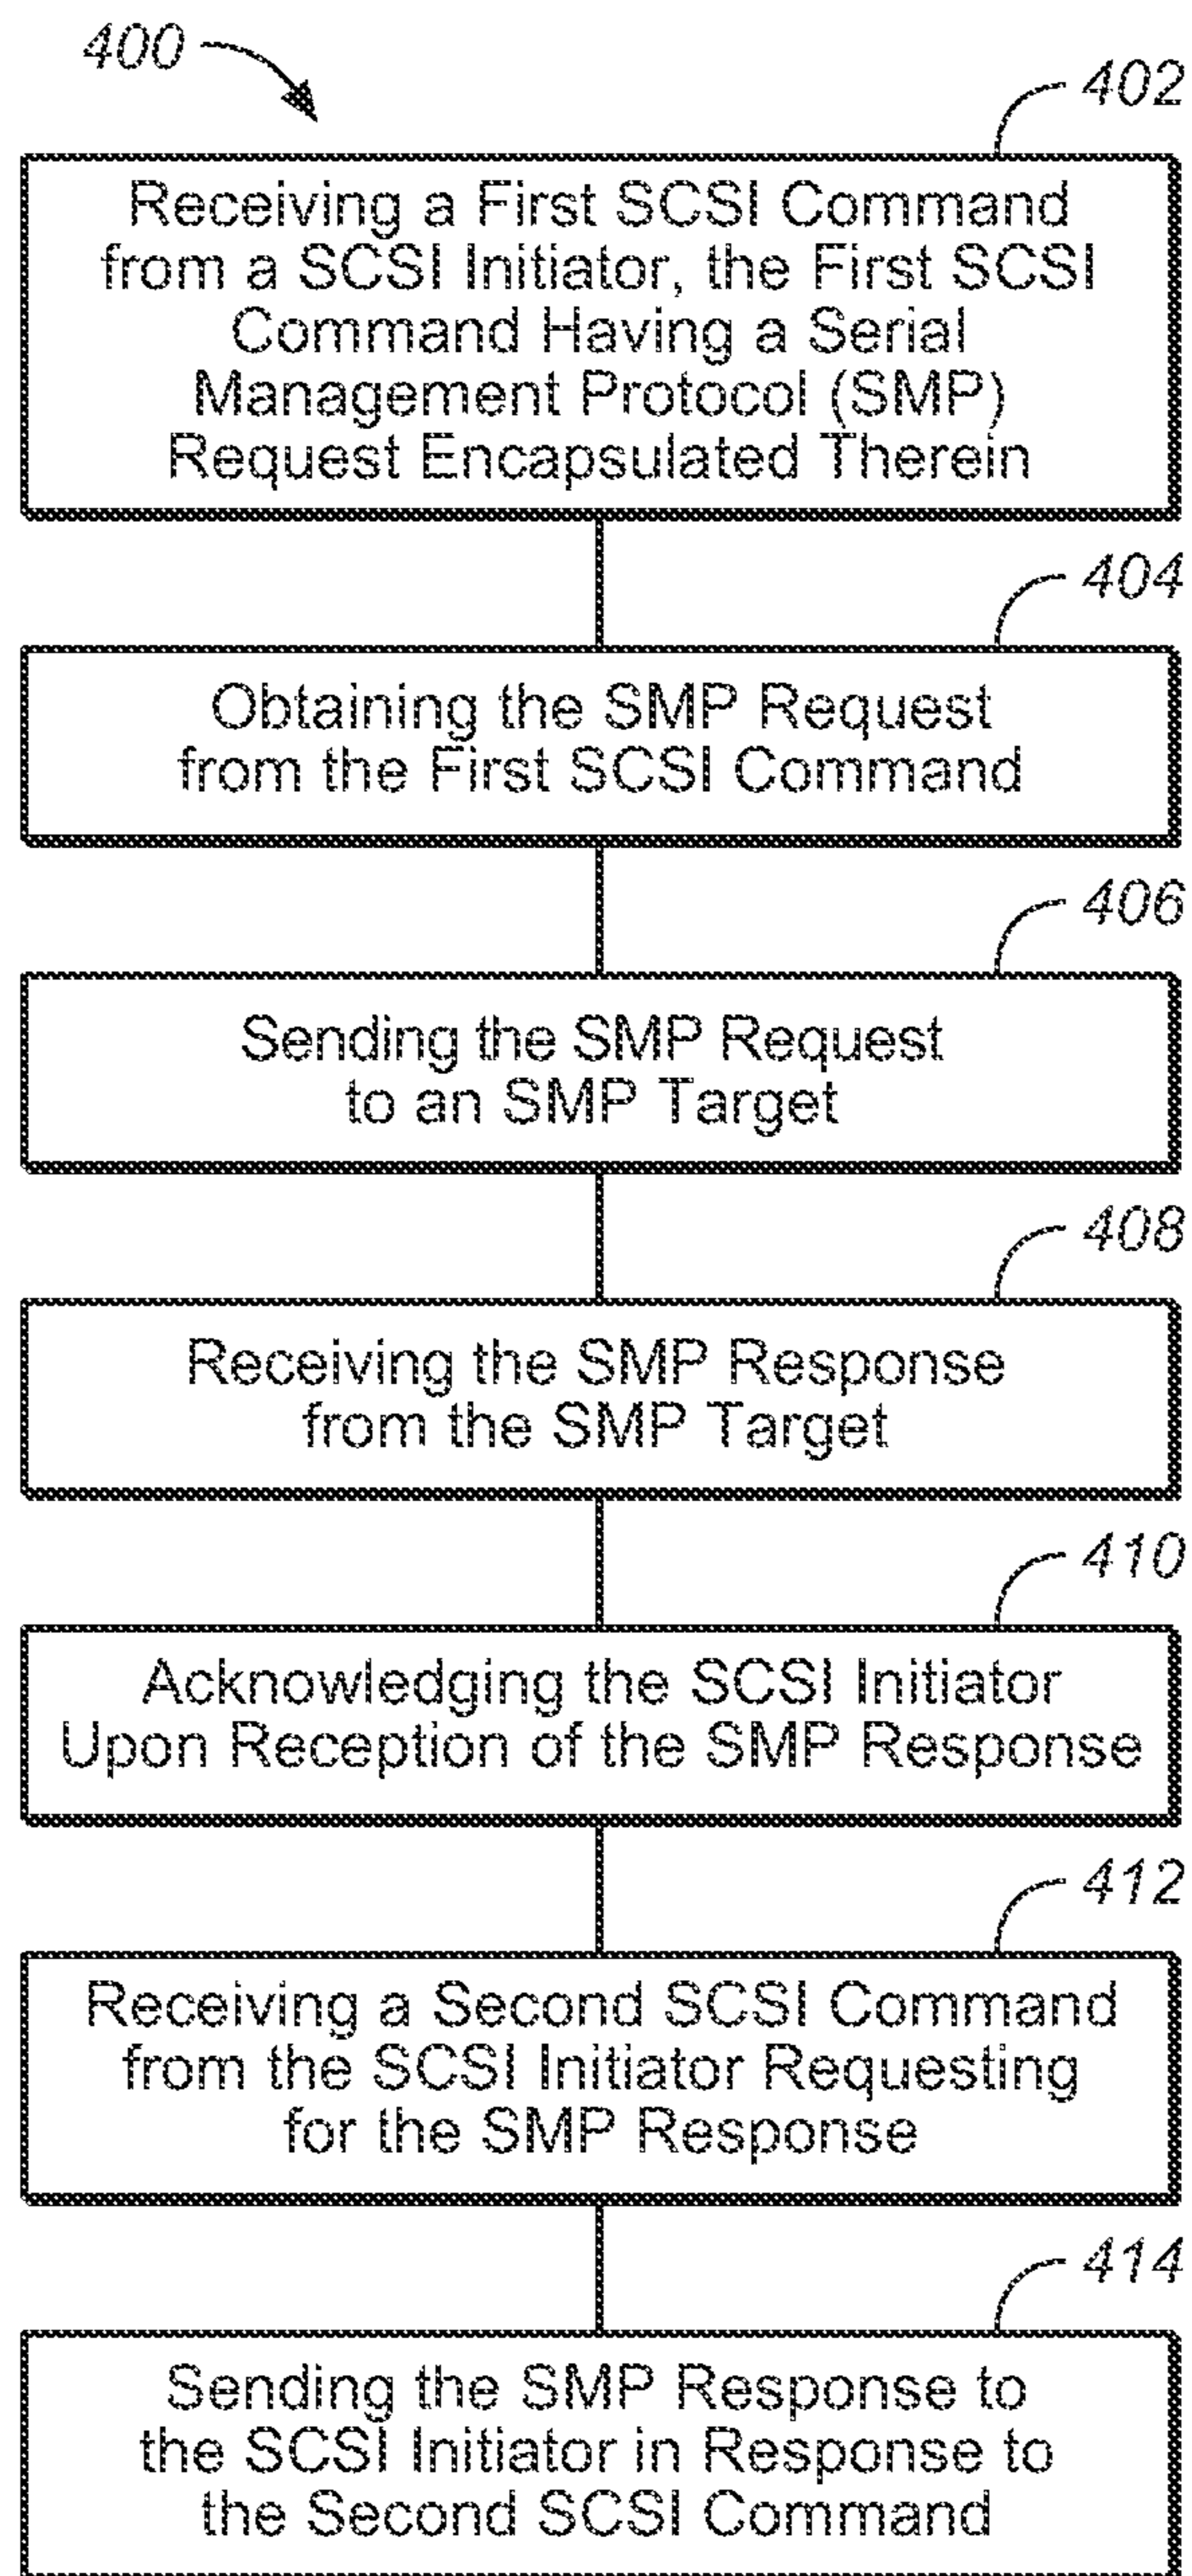 400
402
Receiving a First SCSI Command
from a SCSI Initiator, the First SCSI
Command Having a Serial
Management Protocol (SMP)
Request Encapsulated Therein
404
Obtaining the SMP Request
from the First SCSI Command
406
Sending the SMP Request
to an SMP Target
408
Receiving the SMP Response
from the SMP Target
410
Acknowledging the SCSI Initiator
Upon Reception of the SMP Response
412
Receiving a Second SCSI Command
from the SCSI Initiator Requesting
for the SMP Response
414
Sending the SMP Response to
the SCSI Initiator in Response to
the Second SCSI Command